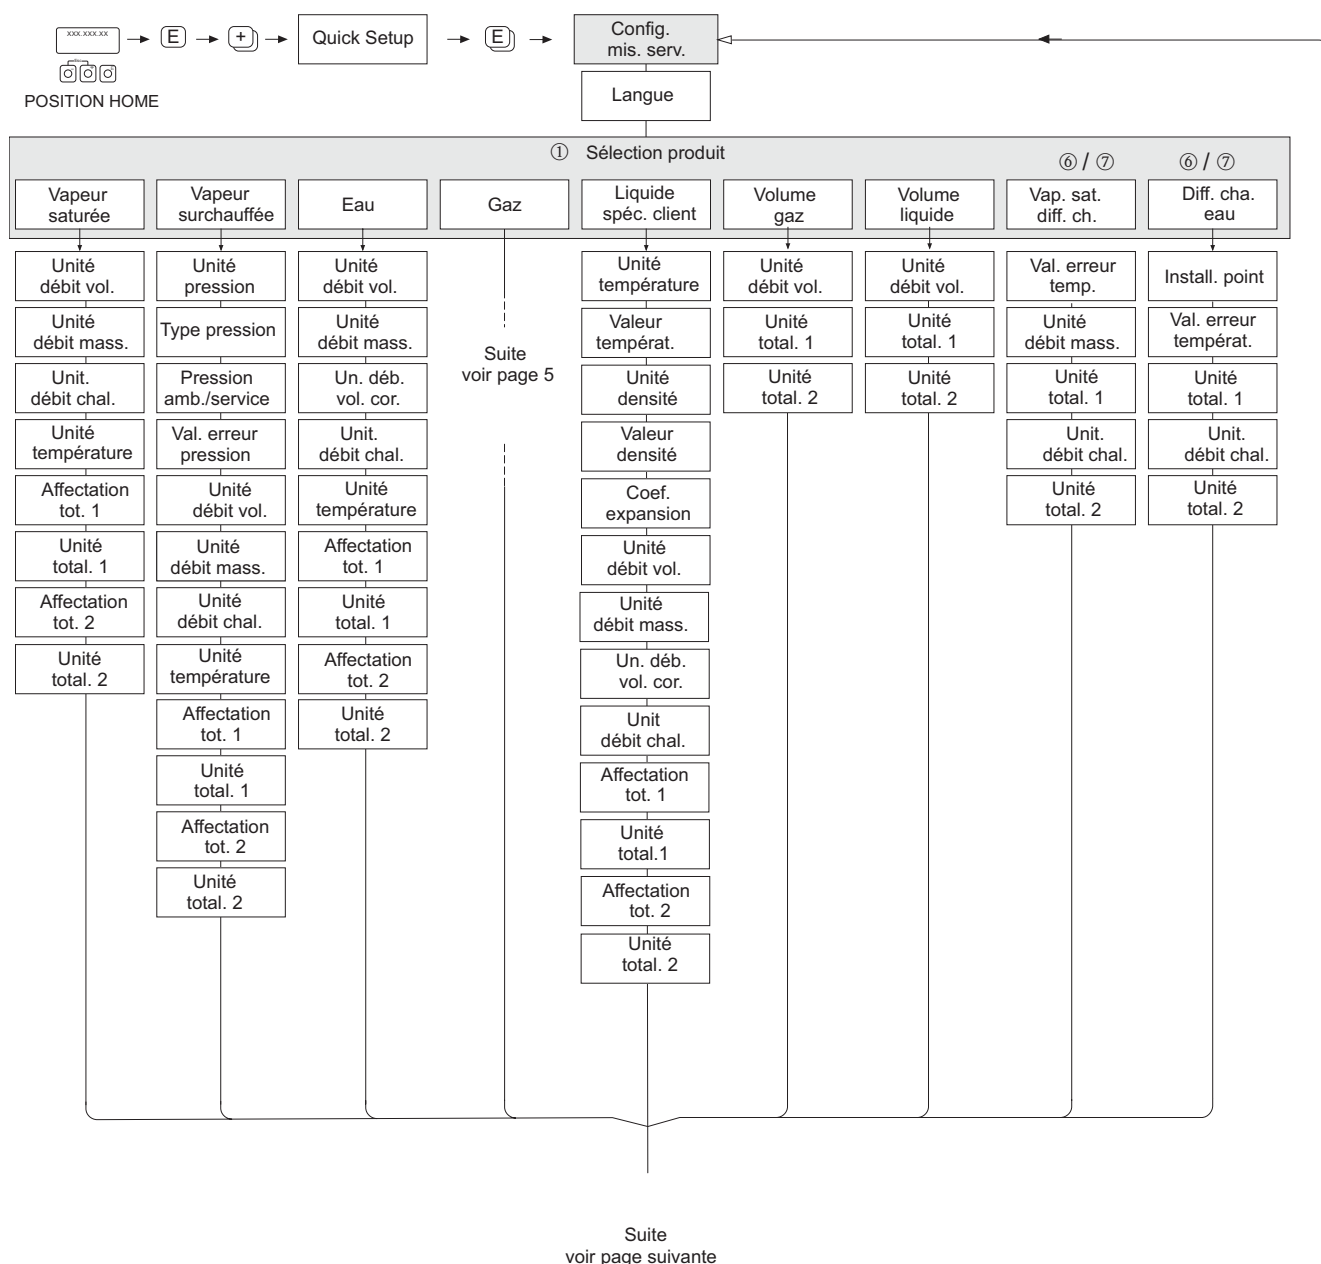 xxx.xxx.xx
E
+
Quick Setup
E
Config.
mis. serv.
Esc
- + E
POSITION HOME
Langue
① Sélection produit
⑥ / ⑦
⑥ / ⑦
Vapeur
saturée
Vapeur
surchauffée
Eau
Gaz
Liquide
spéc. client
Volume
gaz
Volume
liquide
Vap. sat.
diff. ch.
Diff. cha.
eau
Unité
débit vol.
Unité
débit mass.
Unit.
débit chal.
Unité
température
Affectation
tot. 1
Unité
total. 1
Affectation
tot. 2
Unité
total. 2
Unité
pression
Type pression
Pression
amb./service
Val. erreur
pression
Unité
débit vol.
Unité
débit mass.
Unité
débit chal.
Unité
température
Affectation
tot. 1
Unité
total. 1
Affectation
tot. 2
Unité
total. 2
Unité
débit vol.
Unité
débit mass.
Un. déb.
vol. cor.
Unit.
débit chal.
Unité
température
Affectation
tot. 1
Unité
total. 1
Affectation
tot. 2
Unité
total. 2
Suite
voir page 5
Unité
température
Valeur
températ.
Unité
densité
Valeur
densité
Coef.
expansion
Unité
débit vol.
Unité
débit mass.
Un. déb.
vol. cor.
Unit
débit chal.
Affectation
tot. 1
Unité
total.1
Affectation
tot. 2
Unité
total. 2
Unité
débit vol.
Unité
total. 1
Unité
total. 2
Unité
débit vol.
Unité
total. 1
Unité
total. 2
Val. erreur
temp.
Unité
débit mass.
Unité
total. 1
Unit.
débit chal.
Unité
total. 2
Install. point
Val. erreur
températ.
Unité
total. 1
Unit.
débit chal.
Unité
total. 2
Suite
voir page suivante